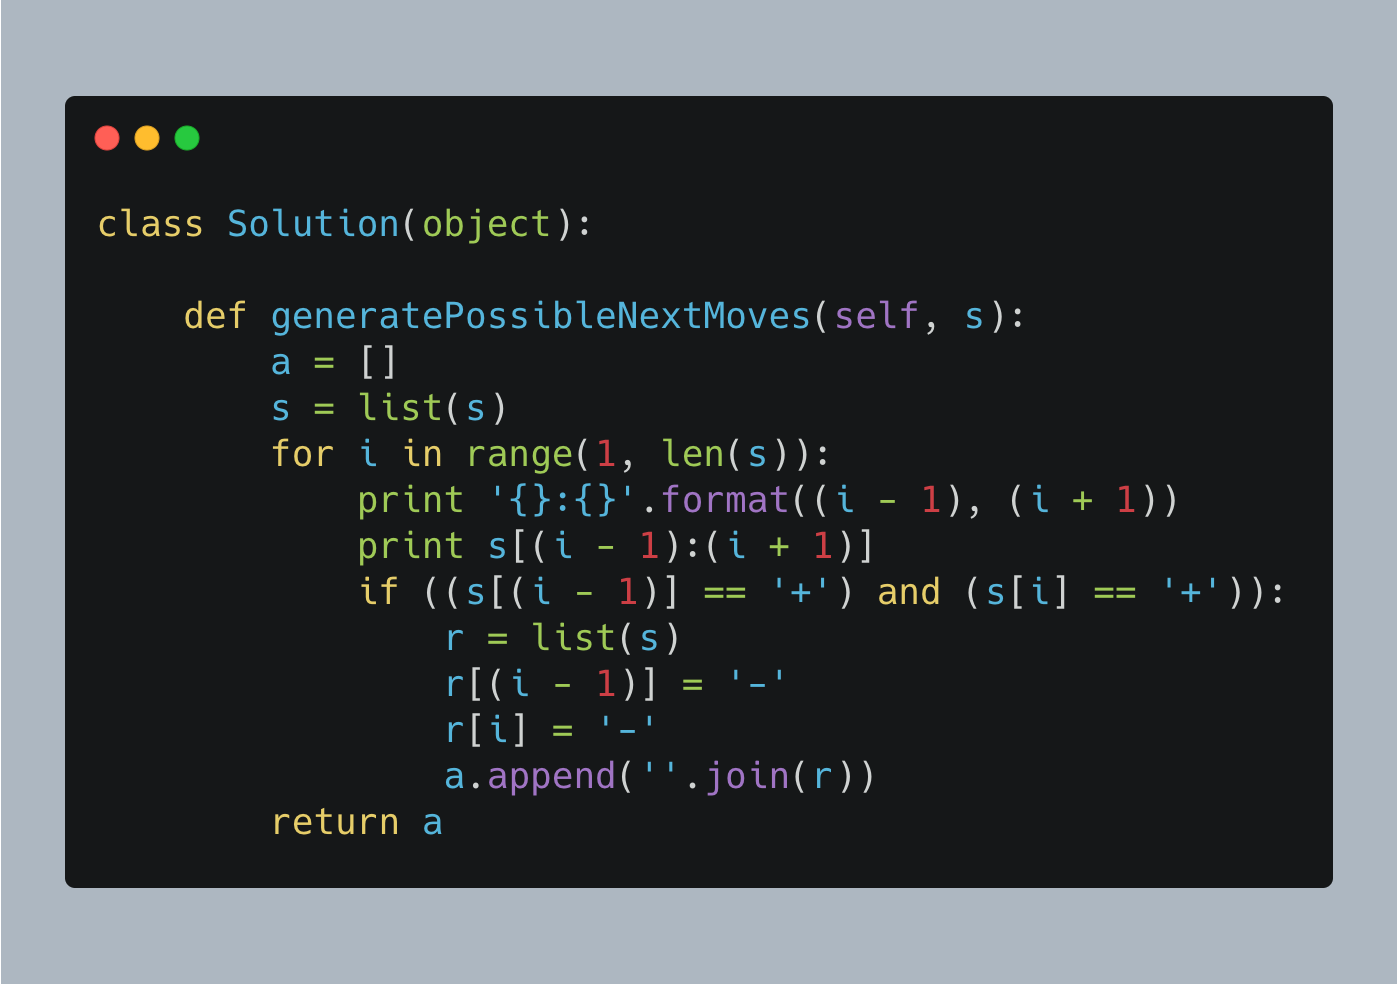 class Solution(object):

    def generatePossibleNextMoves(self, s):
        a = []
        s = list(s)
        for i in range(1, len(s)):
            print '{}:{}'.format((i - 1), (i + 1))
            print s[(i - 1):(i + 1)]
            if ((s[(i - 1)] == '+') and (s[i] == '+')):
                r = list(s)
                r[(i - 1)] = '-'
                r[i] = '-'
                a.append(''.join(r))
        return a